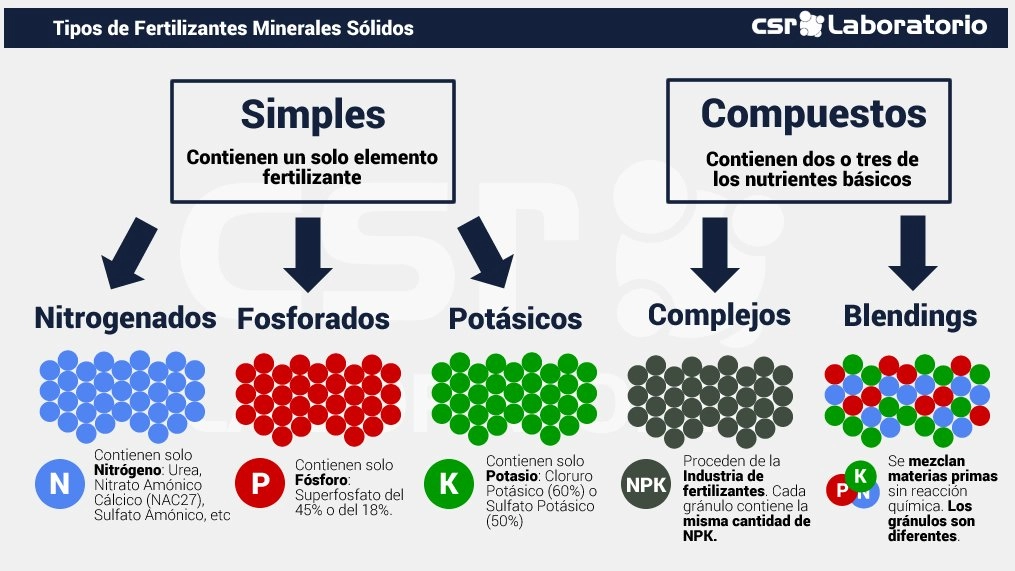 Tipos de Fertilizantes Minerales Sólidos
csr Laboratorio
Simples
Contienen un solo elemento
fertilizante
Compuestos
Contienen dos o tres de
los nutrientes básicos
Nitrogenados
Fosforados
Potásicos
Complejos
Blendings
N
Contienen solo
Nitrógeno: Urea,
Nitrato Amónico
Cálcico (NAC27),
Sulfato Amónico, etc
P
Contienen solo
Fósforo:
Superfosfato del
45% o del 18%.
K
Contienen solo
Potasio: Cloruro
Potásico (60%) o
Sulfato Potásico
(50%)
NPK
Proceden de la
Industria de
fertilizantes. Cada
gránulo contiene la
misma cantidad de
NPK.
K
P
N
Se mezclan
materias primas
sin reacción
química. Los
gránulos son
diferentes.